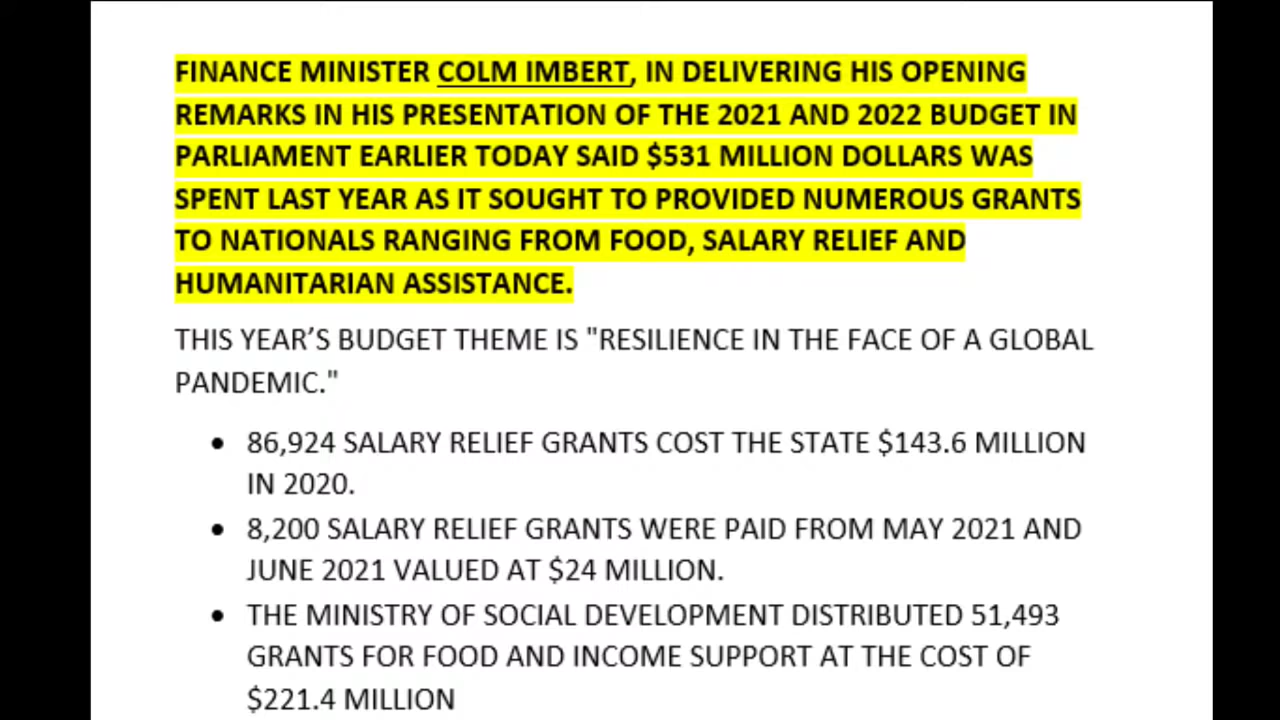 FINANCE MINISTER COLM IMBERT, IN DELIVERING HIS OPENING
REMARKS IN HIS PRESENTATION OF THE 2021 AND 2022 BUDGET IN
PARLIAMENT EARLIER TODAY SAID $531 MILLION DOLLARS WAS
SPENT LAST YEAR AS IT SOUGHT TO PROVIDED NUMEROUS GRANTS
TO NATIONALS RANGING FROM FOOD, SALARY RELIEF AND
HUMANITARIAN ASSISTANCE.
THIS YEAR’S BUDGET THEME IS "RESILIENCE IN THE FACE OF A GLOBAL
PANDEMIC."
• 86,924 SALARY RELIEF GRANTS COST THE STATE $143.6 MILLION
IN 2020.
• 8,200 SALARY RELIEF GRANTS WERE PAID FROM MAY 2021 AND
JUNE 2021 VALUED AT $24 MILLION.
• THE MINISTRY OF SOCIAL DEVELOPMENT DISTRIBUTED 51,493
GRANTS FOR FOOD AND INCOME SUPPORT AT THE COST OF
$221.4 MILLION